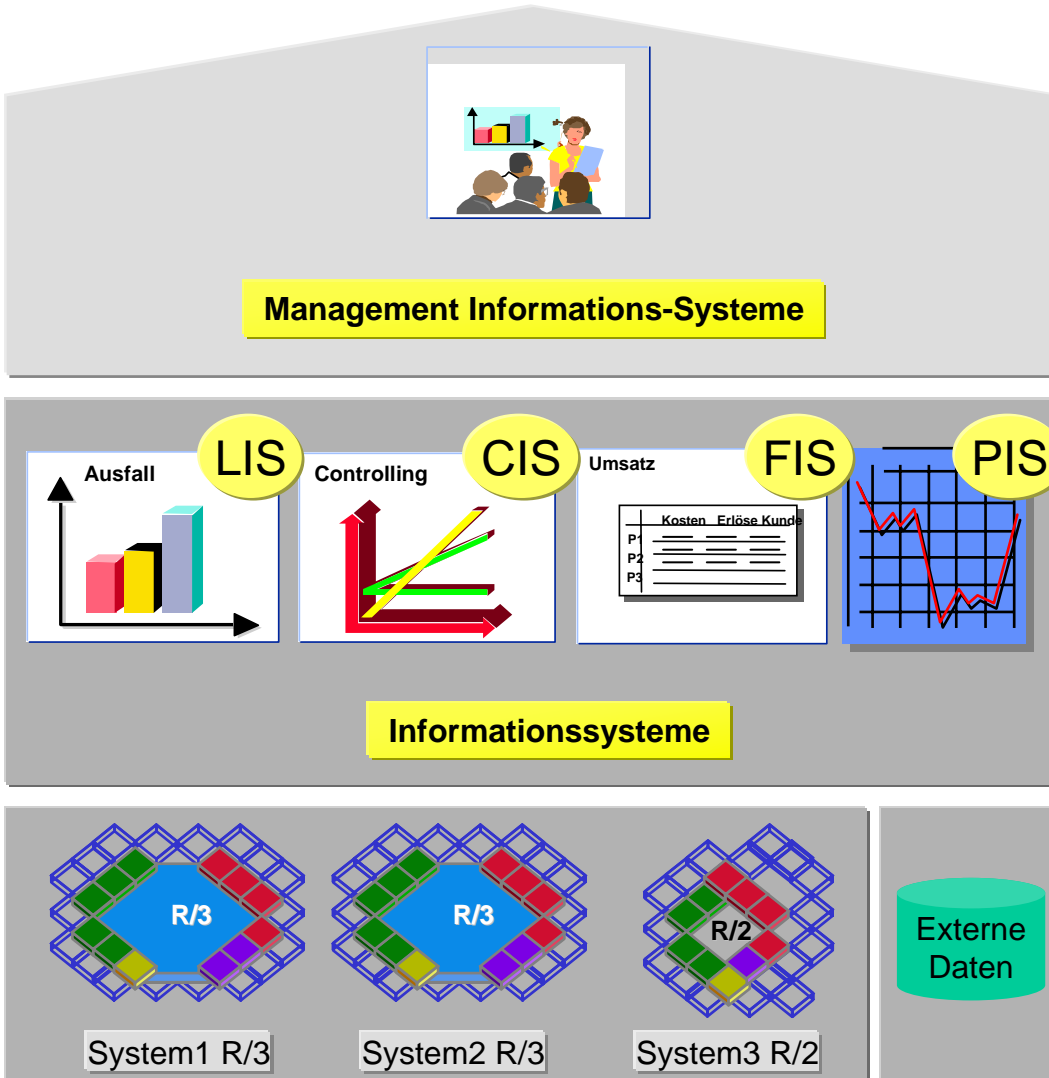 Management Informations-Systeme
LIS
CIS
FIS
PIS
Ausfall
Controlling
Umsatz
Kosten Erlöse Kunde
P1
P2
P3
Informationssysteme
R/3
R/3
R/2
Externe
Daten
System1 R/3
System2 R/3
System3 R/2